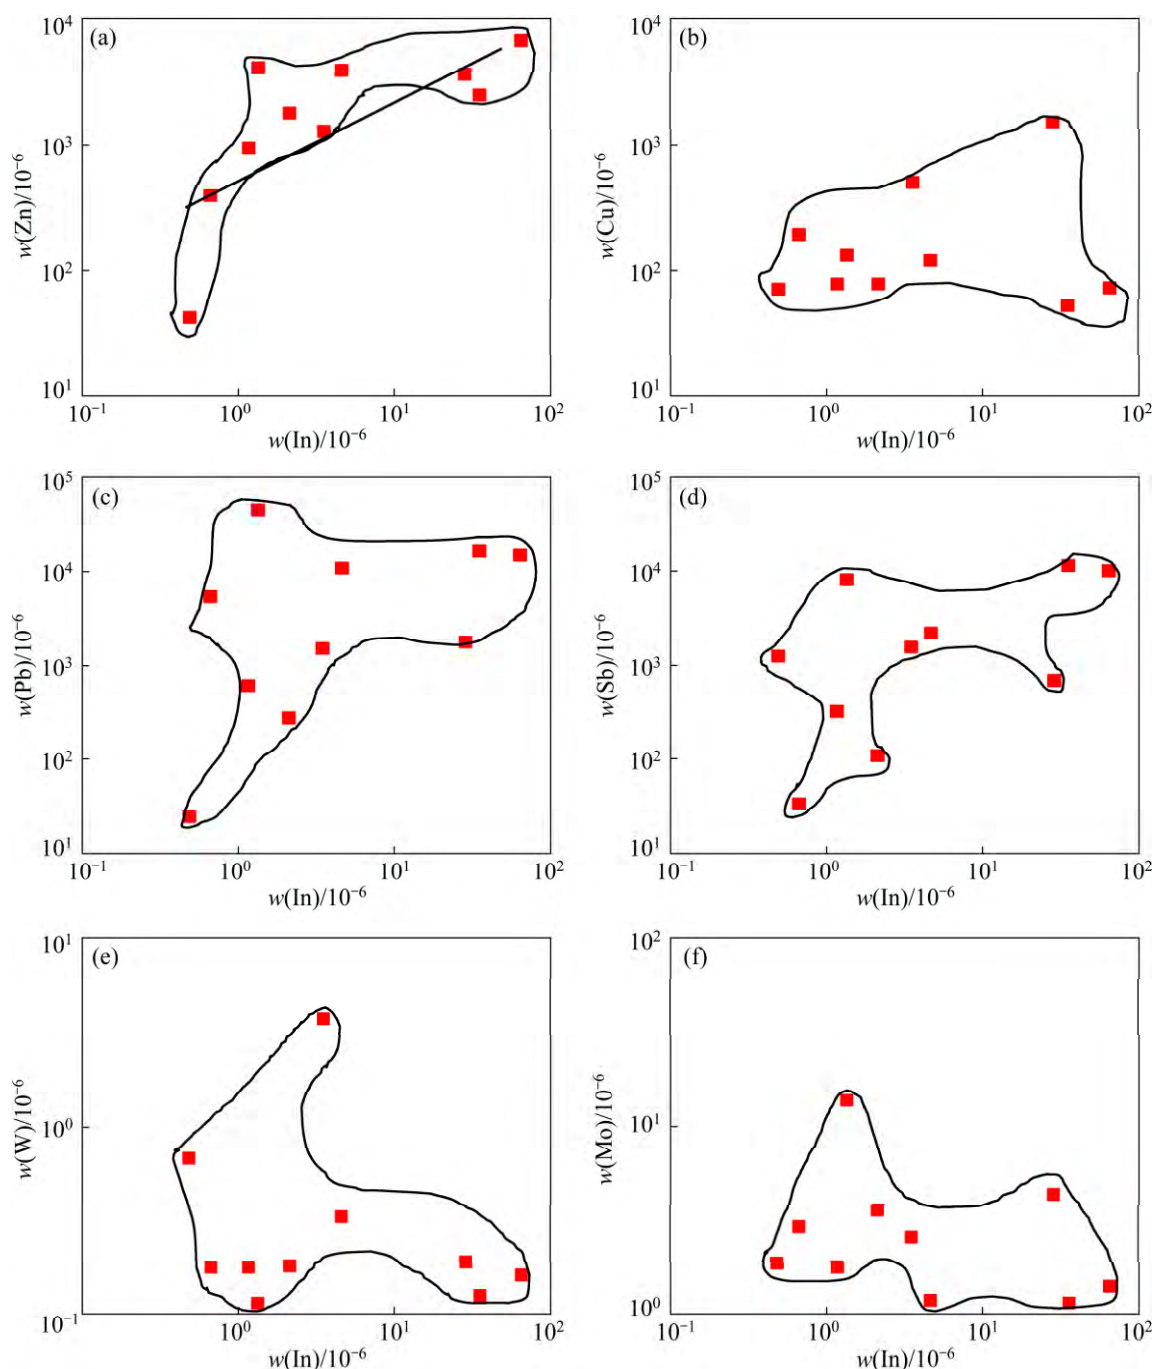 (a)
10⁴
10³
10²
10¹
w(Zn)/10⁻⁶
10⁻¹ 10⁰ 10¹ 10²
w(In)/10⁻⁶
(b)
10⁴
10³
10²
10¹
w(Cu)/10⁻⁶
10⁻¹ 10⁰ 10¹ 10²
w(In)/10⁻⁶
(c)
10⁵
10⁴
10³
10²
10¹
w(Pb)/10⁻⁶
10⁻¹ 10⁰ 10¹ 10²
w(In)/10⁻⁶
(d)
10⁵
10⁴
10³
10²
10¹
w(Sb)/10⁻⁶
10⁻¹ 10⁰ 10¹ 10²
w(In)/10⁻⁶
(e)
10¹
10⁰
10⁻¹
w(W)/10⁻⁶
10⁻¹ 10⁰ 10¹ 10²
w(In)/10⁻⁶
(f)
10²
10¹
10⁰
w(Mo)/10⁻⁶
10⁻¹ 10⁰ 10¹ 10²
w(In)/10⁻⁶